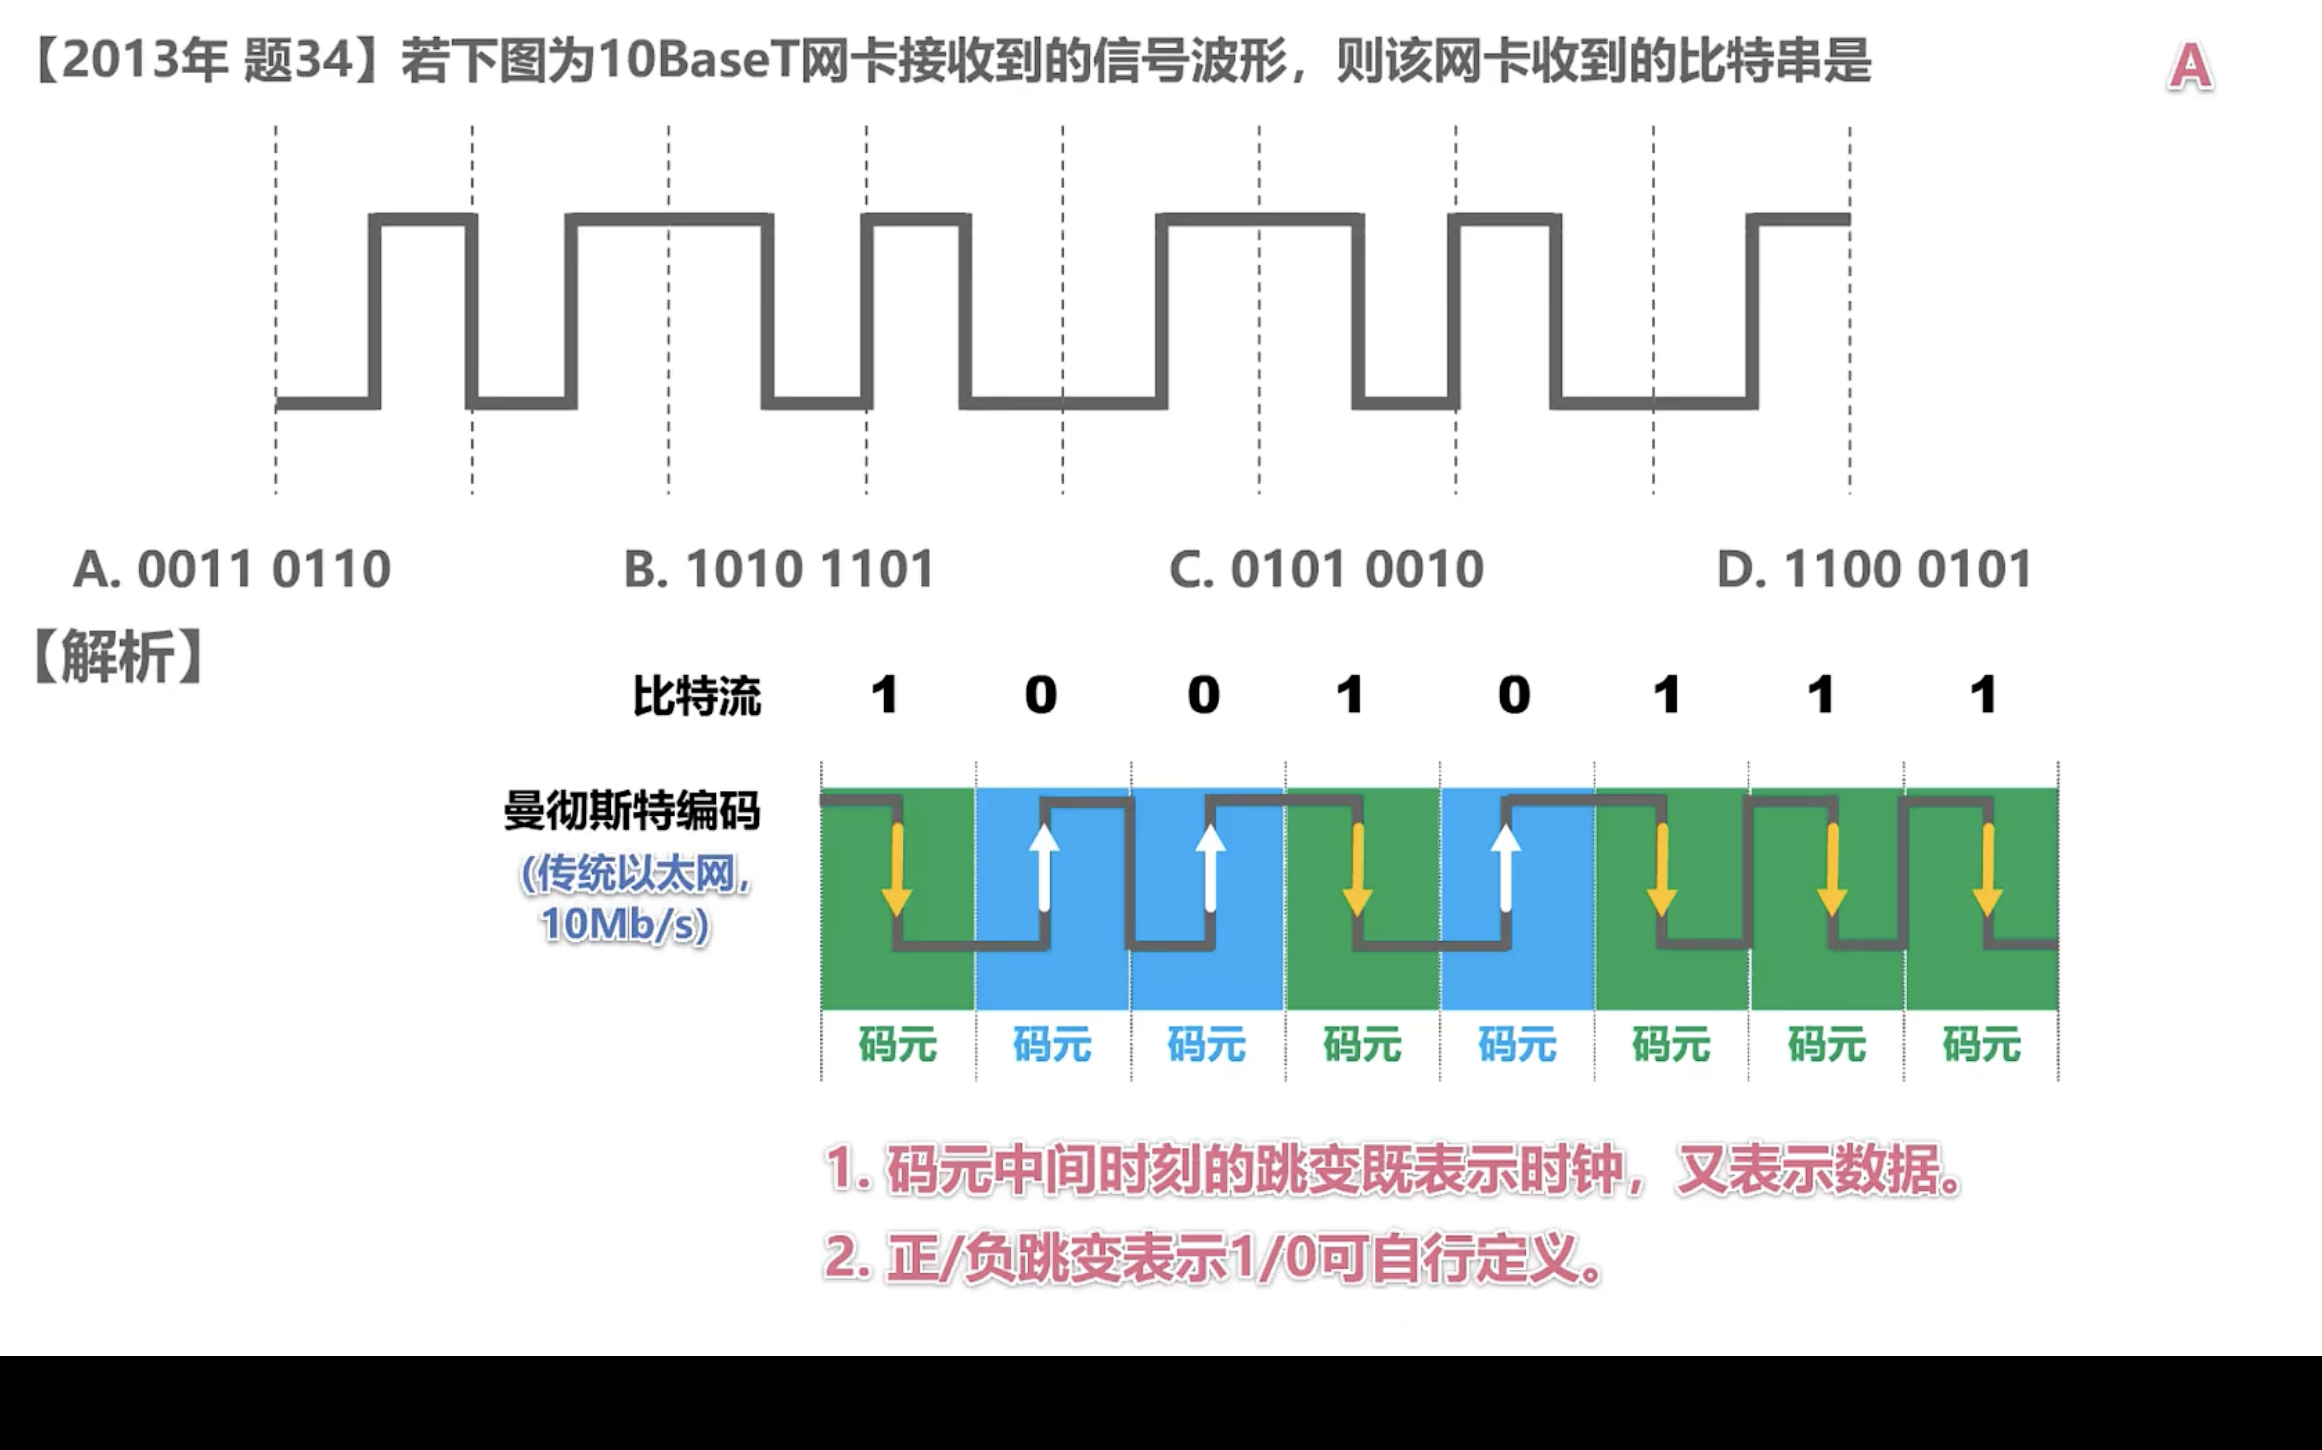 【2013年 题34】若下图为10BaseT网卡接收到的信号波形，则该网卡收到的比特串是
A
A. 0011 0110
B. 1010 1101
C. 0101 0010
D. 1100 0101
【解析】
比特流 1 0 0 1 0 1 1 1
曼彻斯特编码
(传统以太网，
10Mb/s)
码元 码元 码元 码元 码元 码元 码元 码元
1. 码元中间时刻的跳变既表示时钟，又表示数据。
2. 正/负跳变表示1/0可自行定义。